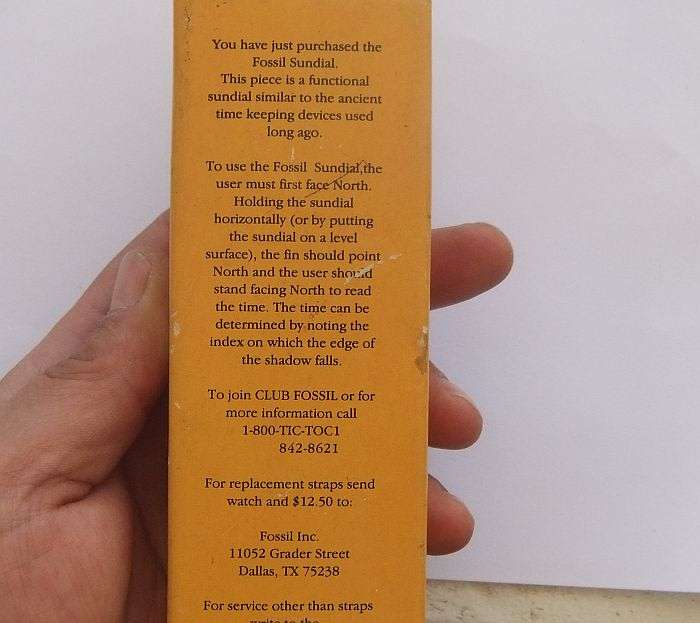 You have just purchased the
Fossil Sundial.
This piece is a functional
sundial similar to the ancient
time keeping devices used
long ago.
To use the Fossil Sundial,the
user must first face North.
Holding the sundial
horizontally (or by putting
the sundial on a level
surface), the fin should point
North and the user should
stand facing North to read
the time. The time can be
determined by noting the
index on which the edge of
the shadow falls.
To join CLUB FOSSIL or for
more information call
1-800-TIC-TOC1
842-8621
For replacement straps send
watch and $12.50 to:
Fossil Inc.
11052 Grader Street
Dallas, TX 75238
For service other than straps
write to the